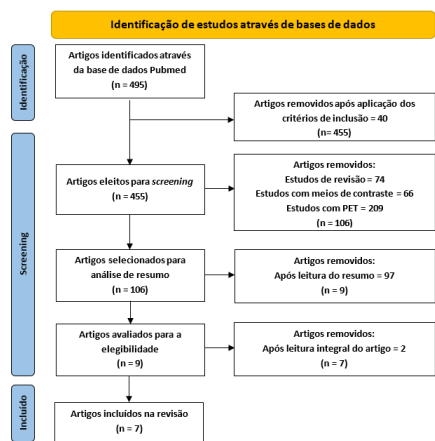 Identificação de estudos através de bases de dados
Identificação
Artigos identificados através
da base de dados Pubmed
(n = 495)
Artigos removidos após aplicação dos
critérios de inclusão = 40
(n= 455)
Screening
Artigos eleitos para screening
(n = 455)
Artigos removidos:
Estudos de revisão = 74
Estudos com meios de contraste = 66
Estudos com PET = 209
(n = 106)
Artigos selecionados para
análise de resumo
(n = 106)
Artigos removidos:
Após leitura do resumo = 97
(n = 9)
Artigos avaliados para a
elegibilidade
(n = 9)
Artigos removidos:
Após leitura integral do artigo = 2
(n = 7)
Incluído
Artigos incluídos na revisão
(n = 7)